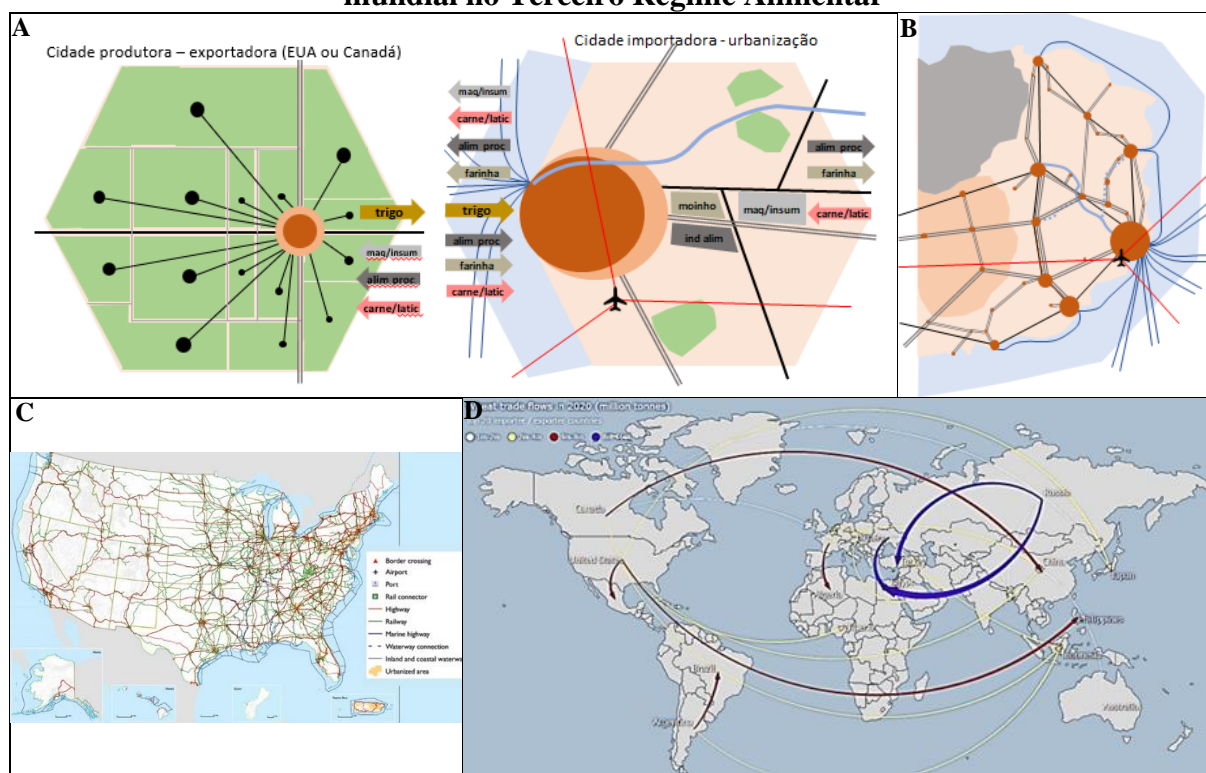 mundial no Terceiro Regime Alimentar
A
Cidade produtora – exportadora (EUA ou Canadá)
trigo
maq/insum
alim proc
carne/latic
Cidade importadora - urbanização
maq/insum
carne/latic
alim proc
farinha
trigo
alim proc
farinha
carne/latic
moinho
maq/insum
ind alim
alim proc
farinha
carne/latic
B
C
Border crossing
Airport
Port
Rail connector
Highway
Railway
Marine highway
Waterway connection
Inland and coastal waterway
Urbanized area
D
trade flows in 2020 (million tonnes)
Canada
United States
Brazil
Argentina
Algeria
Russia
China
Japan
Philippines
Indonesia
Australia